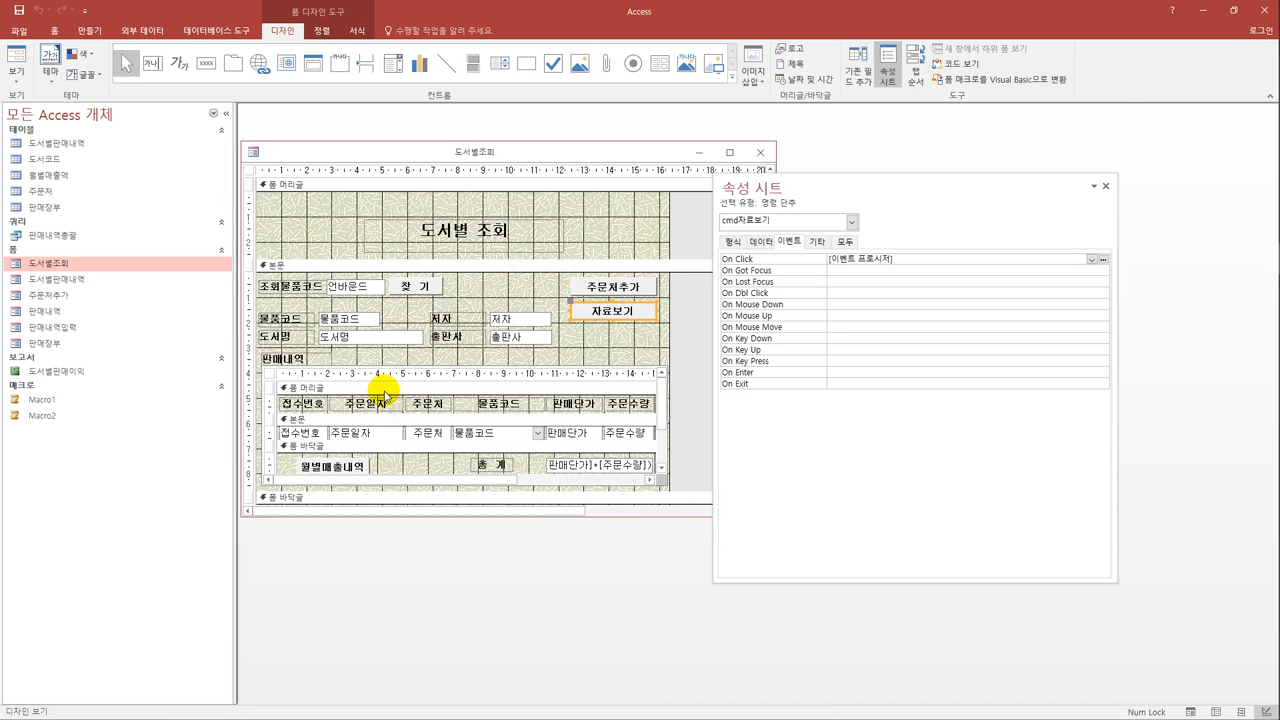 폼 디자인 도구
Access
파일 홈 만들기 외부 데이터 데이터베이스 도구 디자인 정렬 서식 수행할 작업을 알려 주세요. 로그인
보기
테마
색
글꼴
이미지 삽입
로고
제목
날짜 및 시간
기존 필드 추가
속성 시트
탭 순서
새 창에서 하위 폼 보기
코드 보기
폼 매크로를 Visual Basic으로 변환
보기 테마 컨트롤 머리글/바닥글 도구
모든 Access 개체
테이블
도서별판매내역
도서코드
월별매출액
주문처
판매장부
쿼리
판매내역총괄
폼
도서별조회
도서별판매내역
주문처추가
판매내역
판매내역입력
판매장부
보고서
도서별판매이익
매크로
Macro1
Macro2
도서별조회
폼 머리글
도서별 조회
본문
조회물품코드 언바운드 찾 기 주문처추가
자료보기
물품코드 물품코드 저자 저자
도서명 도서명 출판사 출판사
판매내역
폼 머리글
접수번호 주문일자 주문처 물품코드 판매단가 주문수량
본문
접수번호 주문일자 주문처 물품코드 판매단가 주문수량
폼 바닥글
월별매출내역 총 계 판매단가]*[주문수량])
폼 바닥글
속성 시트
선택 유형: 명령 단추
cmd자료보기
형식 데이터 이벤트 기타 모두
On Click [이벤트 프로시저]
On Got Focus
On Lost Focus
On Dbl Click
On Mouse Down
On Mouse Up
On Mouse Move
On Key Down
On Key Up
On Key Press
On Enter
On Exit
디자인 보기 Num Lock